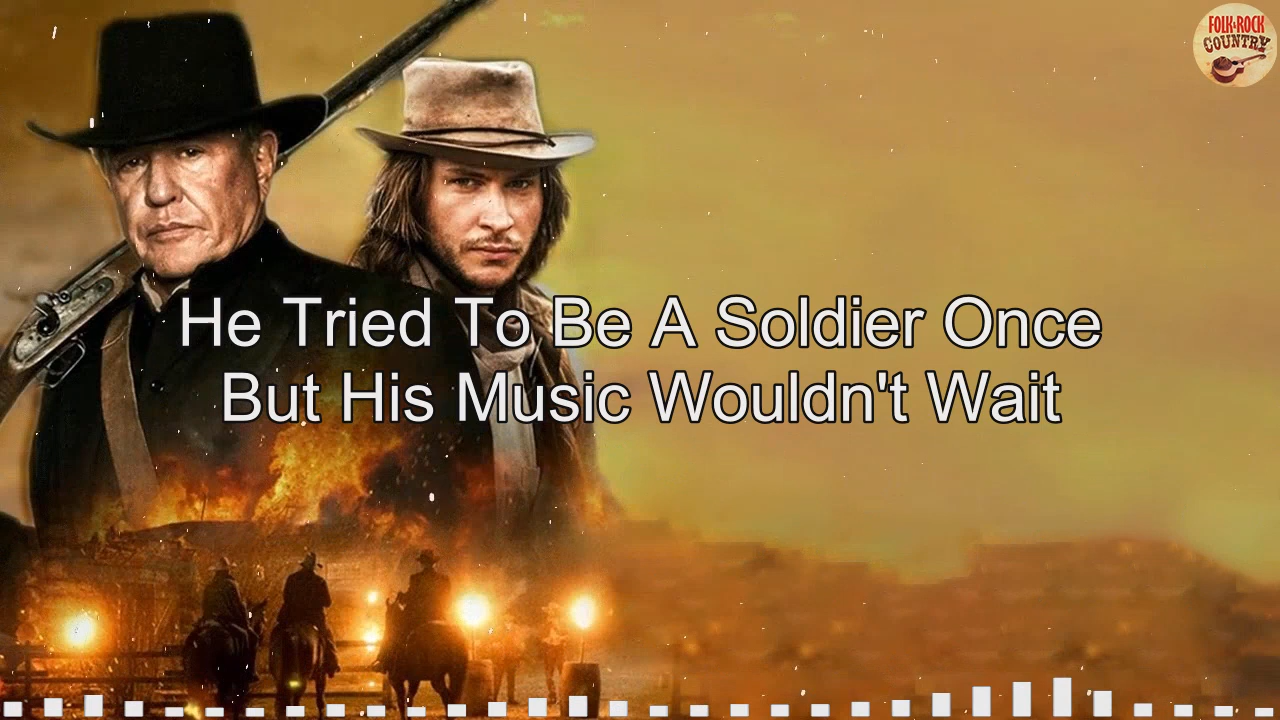 FOLK & ROCK
COUNTRY
He Tried To Be A Soldier Once
But His Music Wouldn't Wait